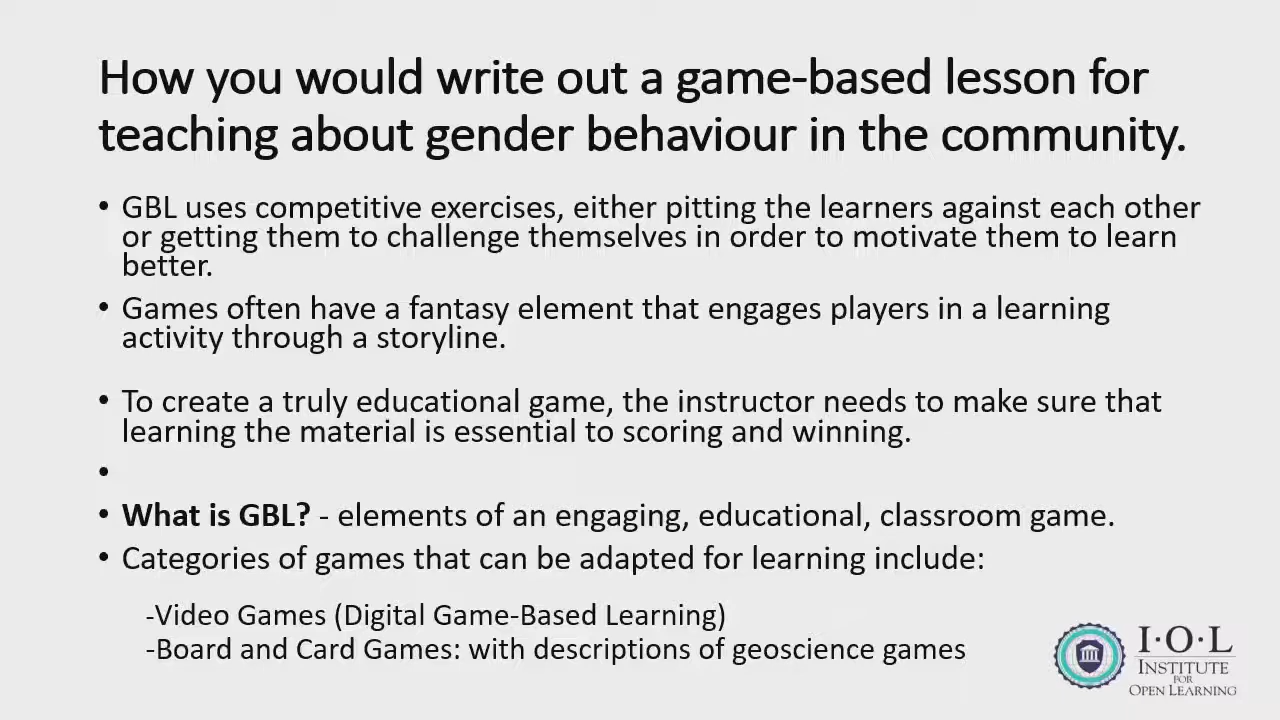 How you would write out a game-based lesson for
teaching about gender behaviour in the community.
• GBL uses competitive exercises, either pitting the learners against each other
or getting them to challenge themselves in order to motivate them to learn
better.
• Games often have a fantasy element that engages players in a learning
activity through a storyline.
• To create a truly educational game, the instructor needs to make sure that
learning the material is essential to scoring and winning.
•
• What is GBL? - elements of an engaging, educational, classroom game.
• Categories of games that can be adapted for learning include:
-Video Games (Digital Game-Based Learning)
-Board and Card Games: with descriptions of geoscience games
I·O·L
INSTITUTE
FOR
OPEN LEARNING